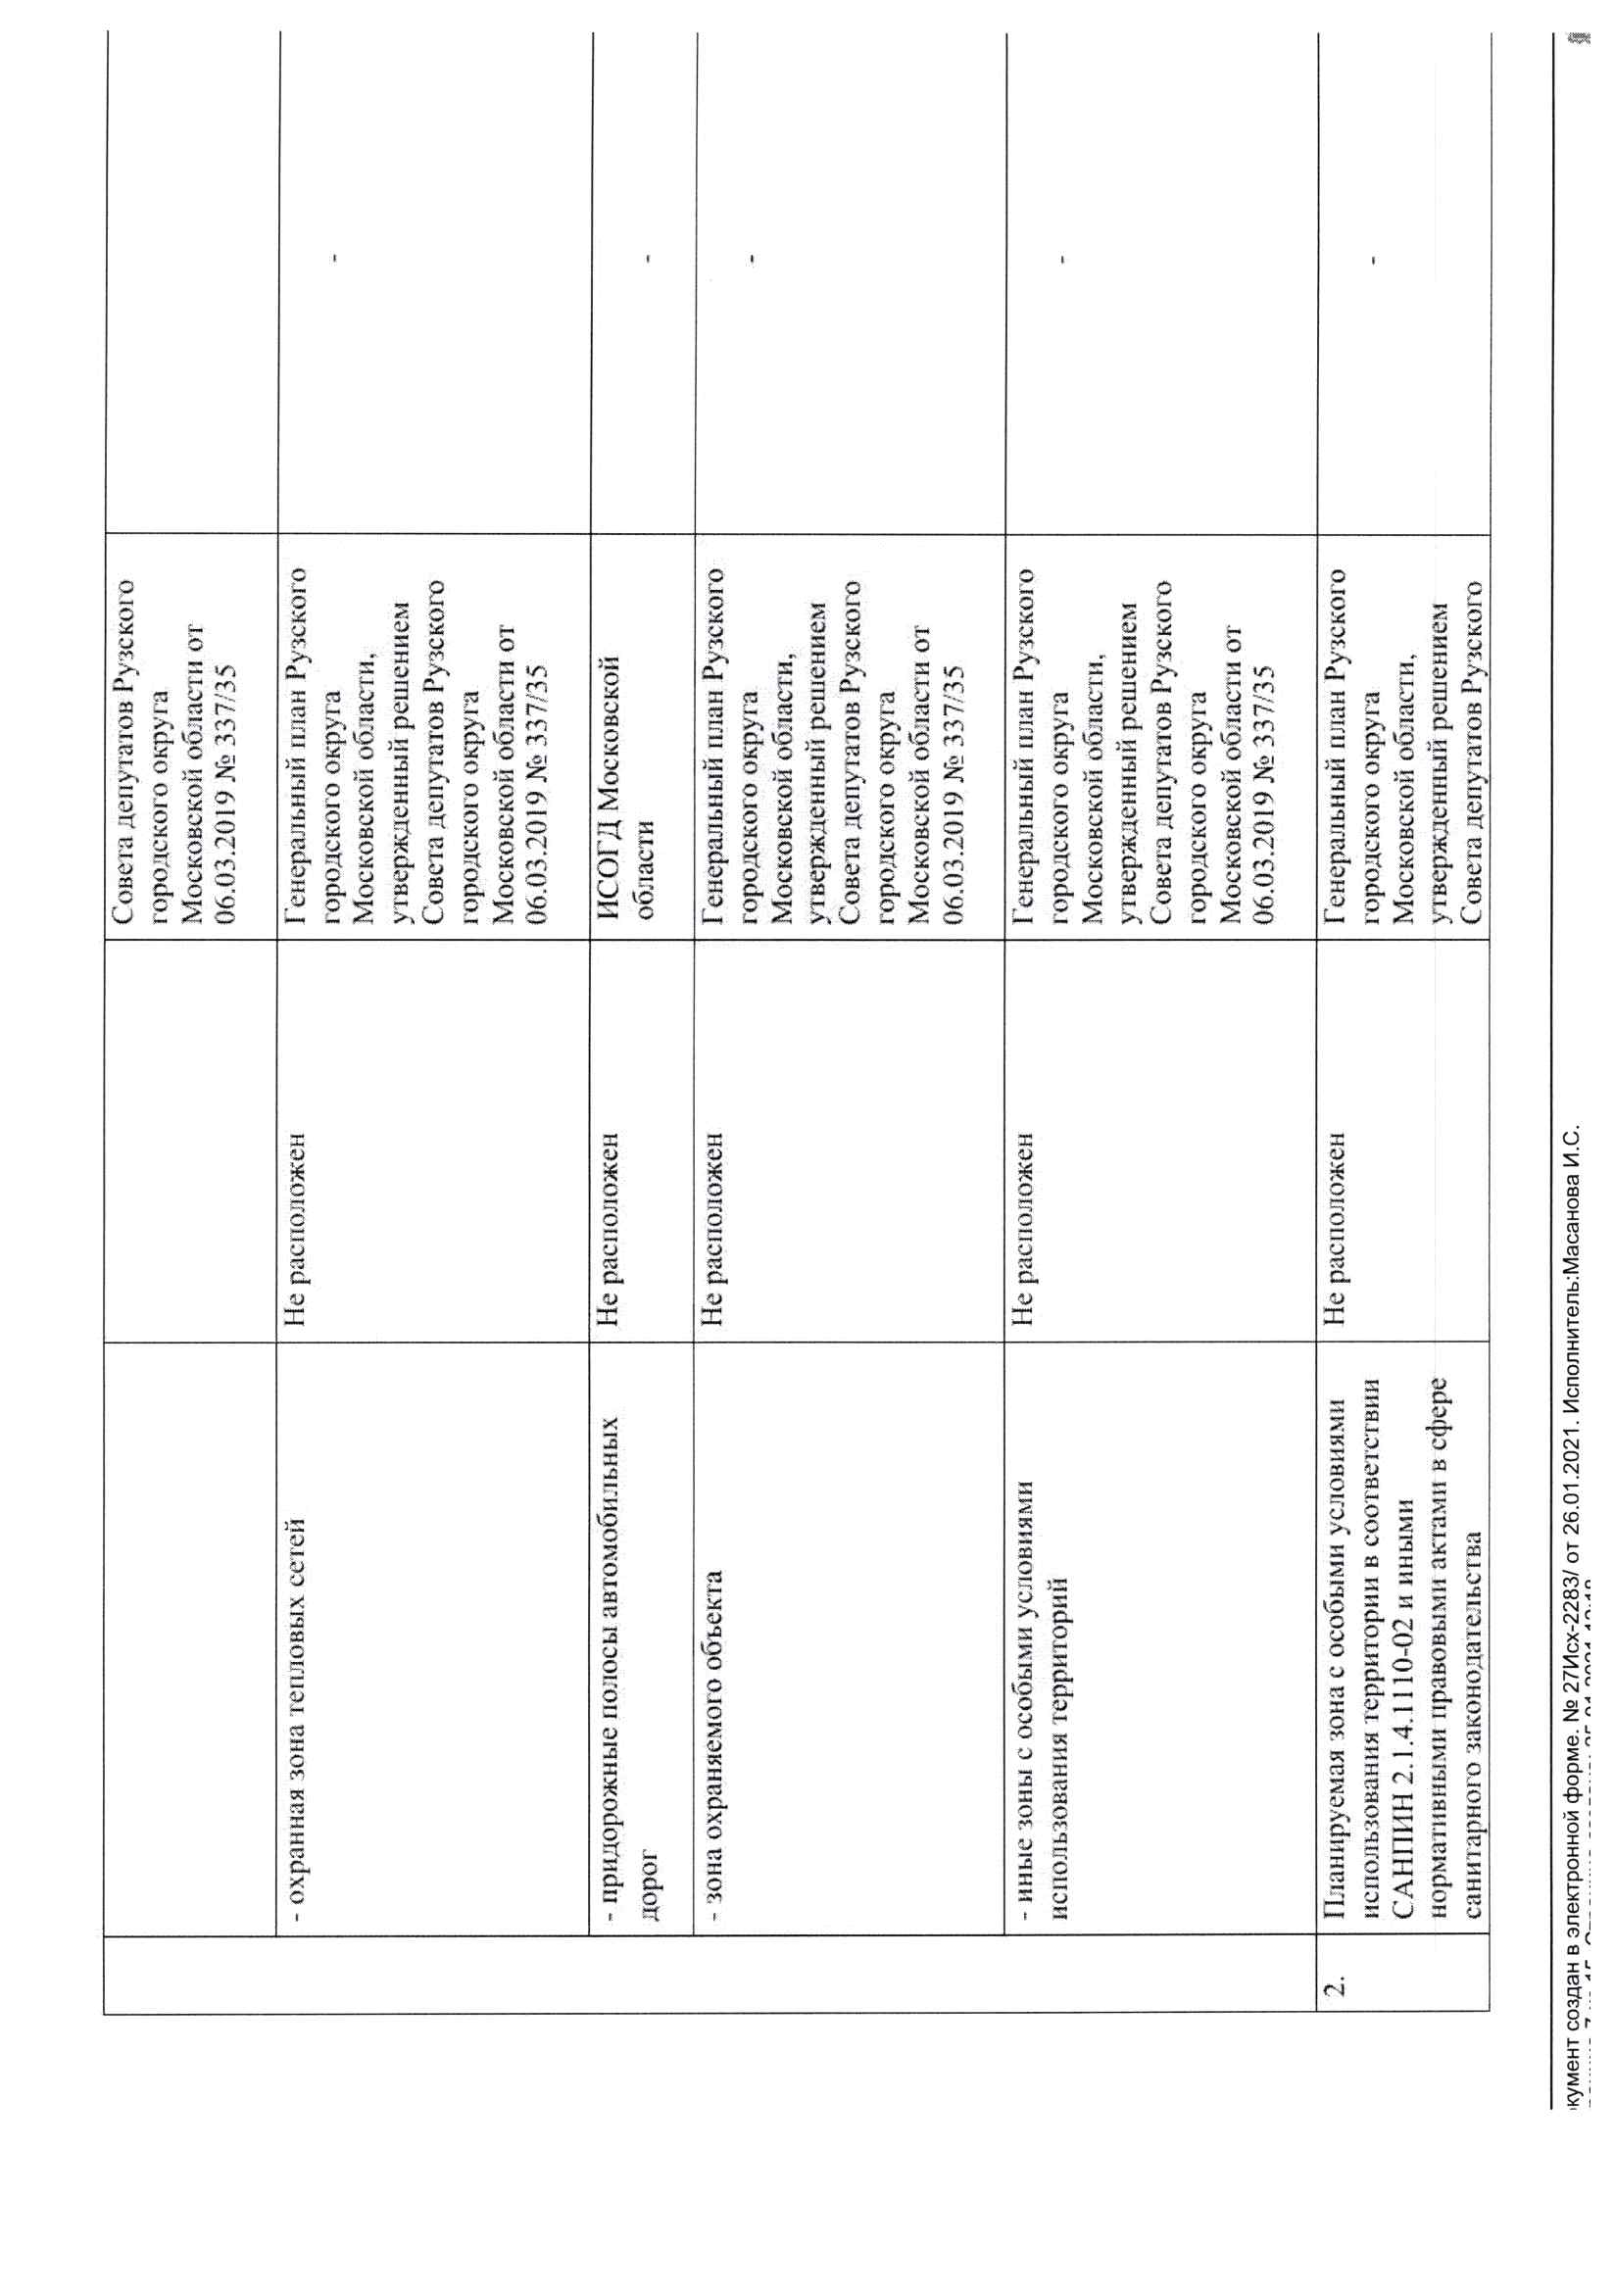 Совета депутатов Рузского
городского округа
Московской области от
06.03.2019 № 337/35
- охранная зона тепловых сетей
Не расположен
Генеральный план Рузского
городского округа
Московской области,
утвержденный решением
Совета депутатов Рузского
городского округа
Московской области от
06.03.2019 № 337/35
-
- придорожные полосы автомобильных
дорог
Не расположен
ИСОГД Московской
области
-
- зона охраняемого объекта
Не расположен
Генеральный план Рузского
городского округа
Московской области,
утвержденный решением
Совета депутатов Рузского
городского округа
Московской области от
06.03.2019 № 337/35
-
- иные зоны с особыми условиями
использования территорий
Не расположен
Генеральный план Рузского
городского округа
Московской области,
утвержденный решением
Совета депутатов Рузского
городского округа
Московской области от
06.03.2019 № 337/35
-
2.
Планируемая зона с особыми условиями
использования территории в соответствии
САНПИН 2.1.4.1110-02 и иными
нормативными правовыми актами в сфере
санитарного законодательства
Не расположен
Генеральный план Рузского
городского округа
Московской области,
утвержденный решением
Совета депутатов Рузского
-
кумент создан в электронной форме. № 27Исх-2283/ от 26.01.2021. Исполнитель:Масанова И.С.